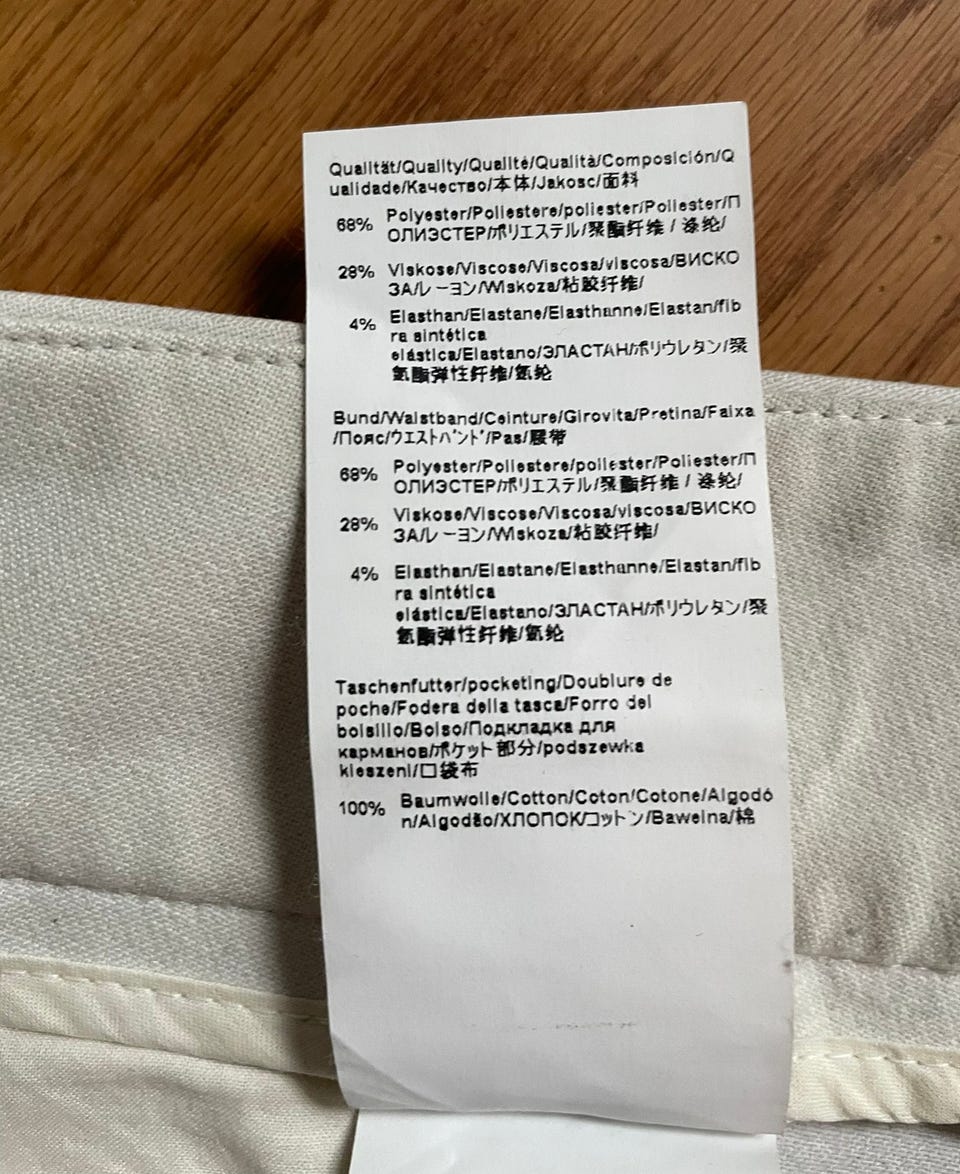 Qualität/Quality/Qualité/Qualità/Composición/Q
ualidade/Качество/本体/Jakosc/面料
68% Polyester/Poliestere/poliester/Poliester/П
ОЛИЭСТЕР/ポリエステル/聚酯纤维 / 涤纶/
28% Viskose/Viscose/Viscosa/viscosa/ВИСКО
ЗА/レーヨン/Wiskoza/粘胶纤维/
4% Elasthan/Elastane/Elasthanne/Elastan/fib
ra sintética
elástica/Elastano/ЭЛАСТАН/ポリウレタン/聚
氨酯弹性纤维/氨纶
Bund/Waistband/Ceinture/Girovita/Pretina/Faixa
/Пояс/ウエストバンド/Pas/腰带
68% Polyester/Poliestere/poliester/Poliester/П
ОЛИЭСТЕР/ポリエステル/聚酯纤维 / 涤纶/
28% Viskose/Viscose/Viscosa/viscosa/ВИСКО
ЗА/レーヨン/Wiskoza/粘胶纤维/
4% Elasthan/Elastane/Elasthanne/Elastan/fib
ra sintética
elástica/Elastano/ЭЛАСТАН/ポリウレタン/聚
氨酯弹性纤维/氨纶
Taschenfutter/pocketing/Doublure de
poche/Fodera della tasca/Forro del
bolsillo/Bolso/Подкладка для
карманов/ポケット部分/podszewka
kieszeni/口袋布
100% Baumwolle/Cotton/Coton/Cotone/Algodó
n/Algodão/ХЛОПОК/コットン/Bawelna/棉